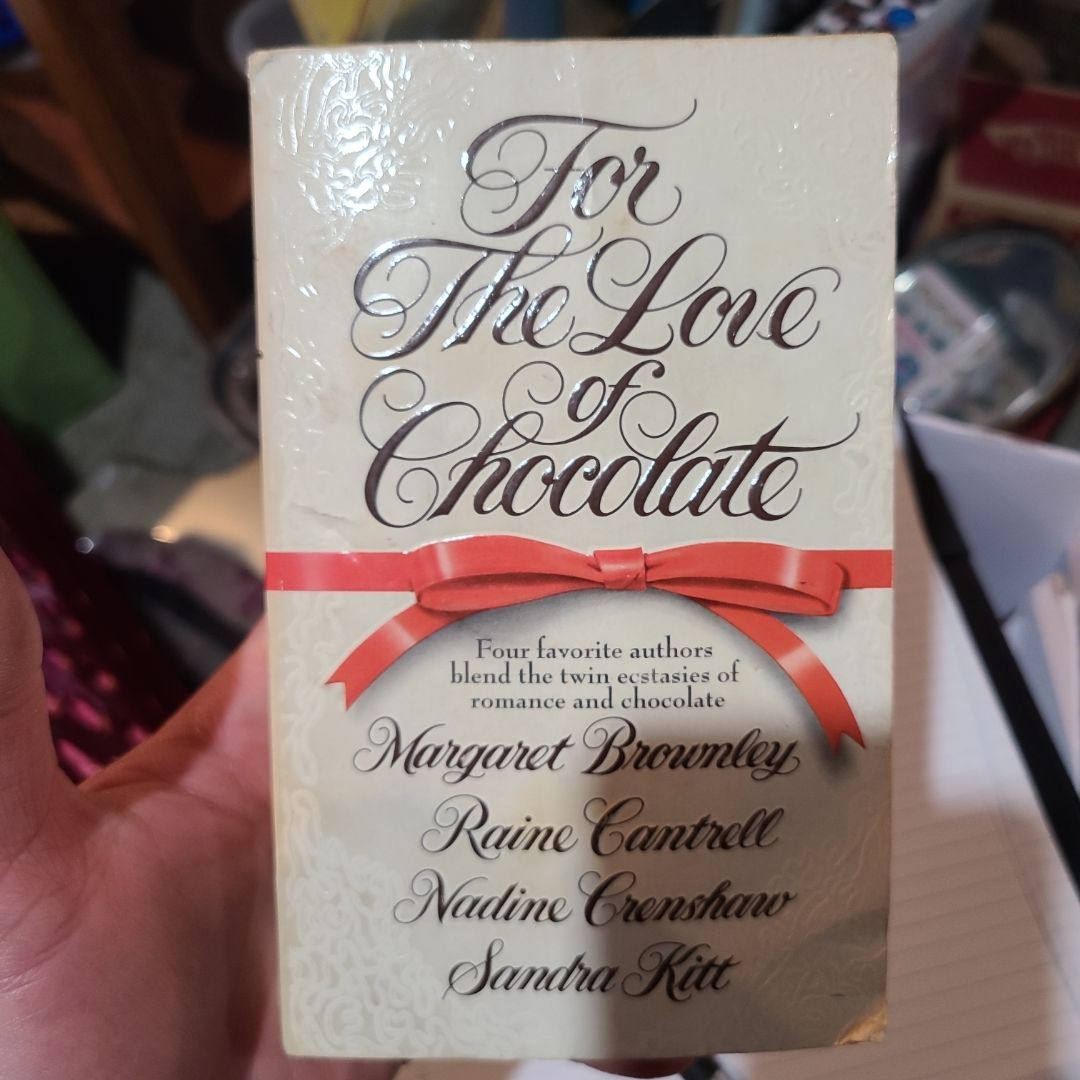 For
The Love
of
Chocolate
Four favorite authors
blend the twin ecstasies of
romance and chocolate
Margaret Brownley
Raine Cantrell
Nadine Crenshaw
Sandra Kitt